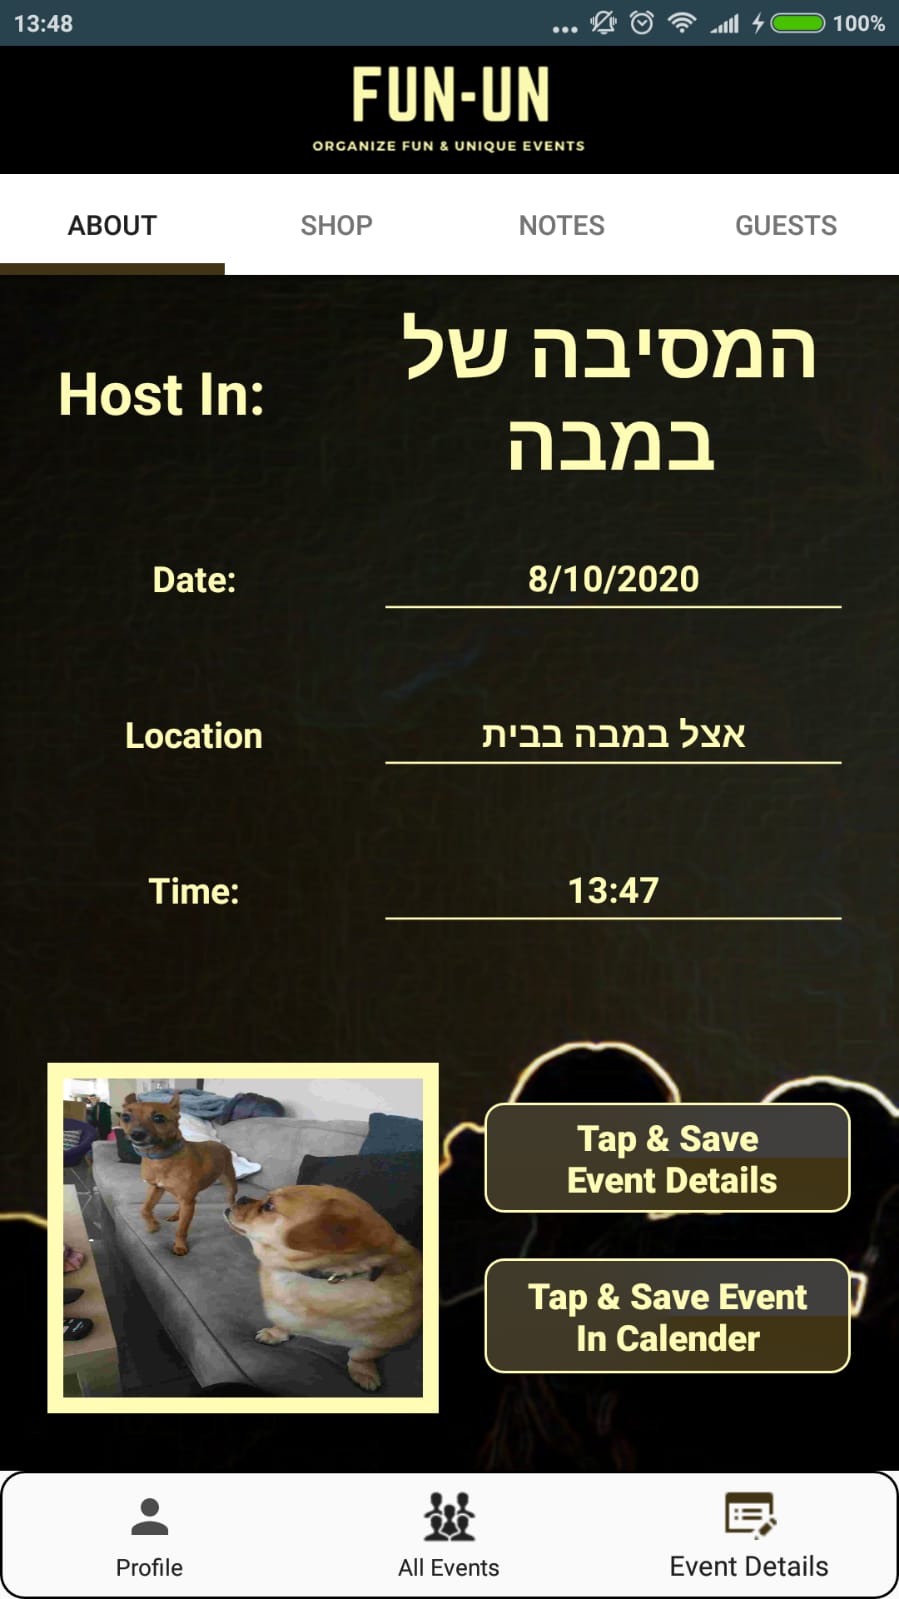 13:48
100%
FUN-UN
ORGANIZE FUN & UNIQUE EVENTS
ABOUT SHOP NOTES GUESTS
Host In:
המסיבה של
במבה
Date: 8/10/2020
Location אצל במבה בבית
Time: 13:47
Tap & Save
Event Details
Tap & Save Event
In Calender
Profile All Events Event Details